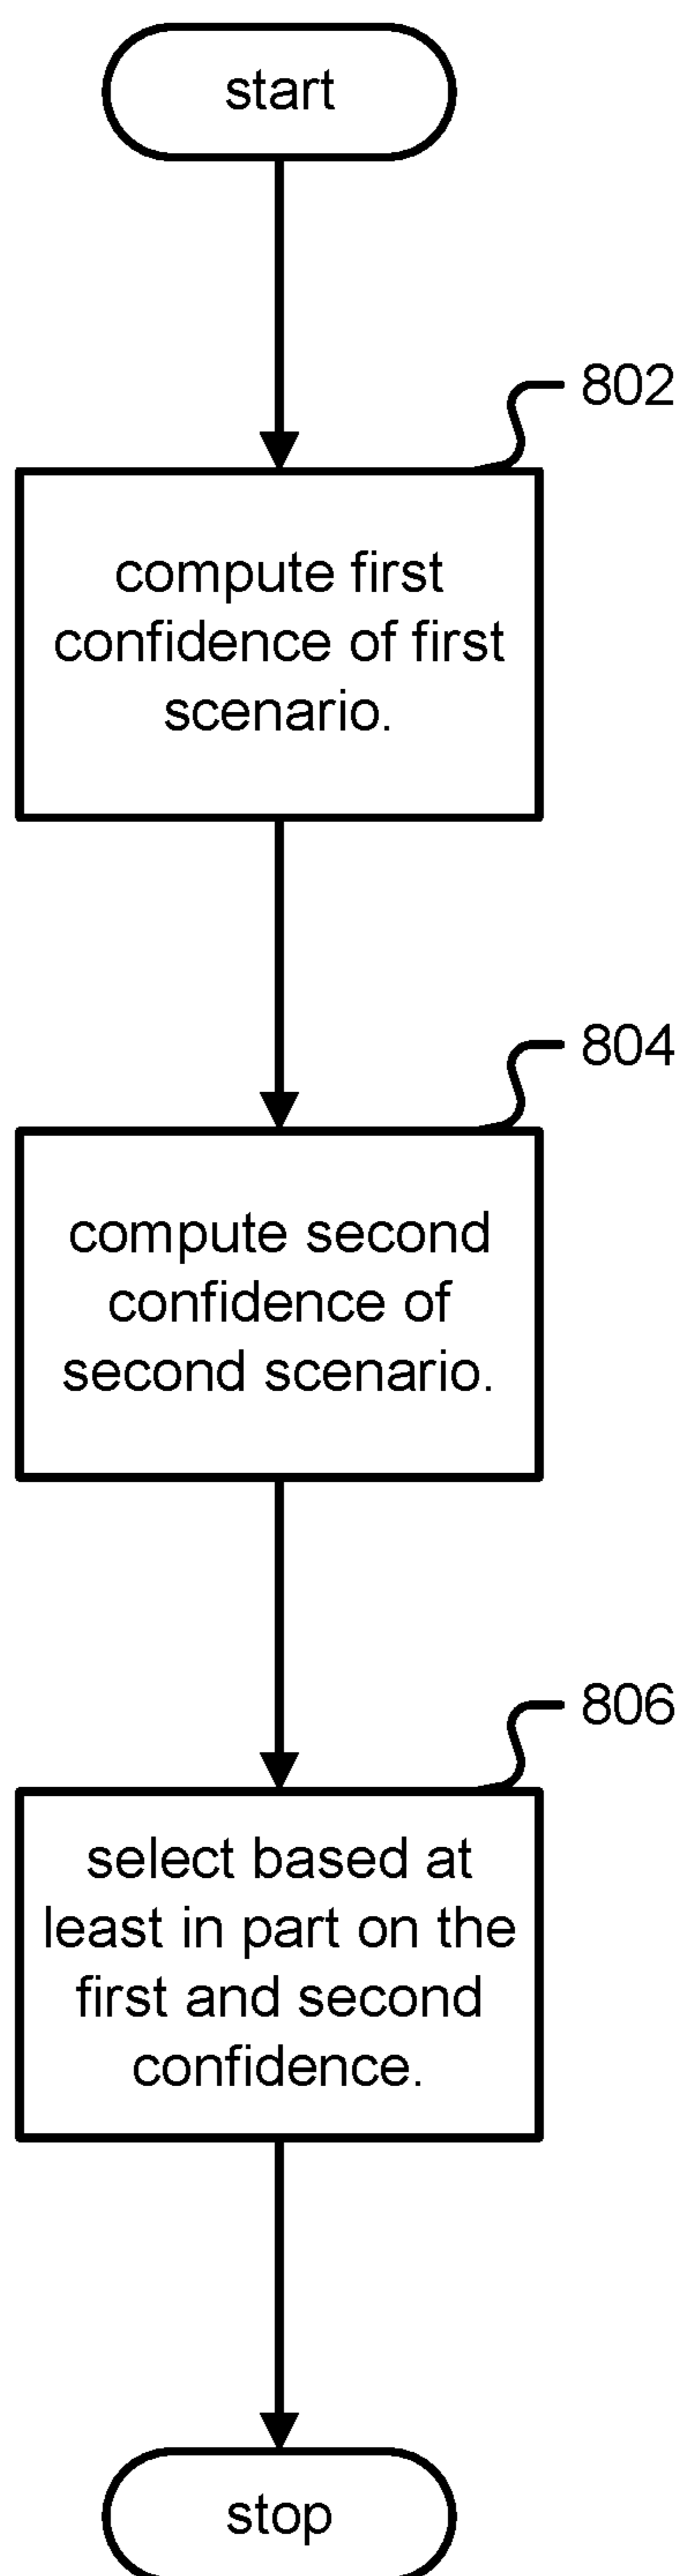 start
802
compute first
confidence of first
scenario.
804
compute second
confidence of
second scenario.
806
select based at
least in part on the
first and second
confidence.
stop